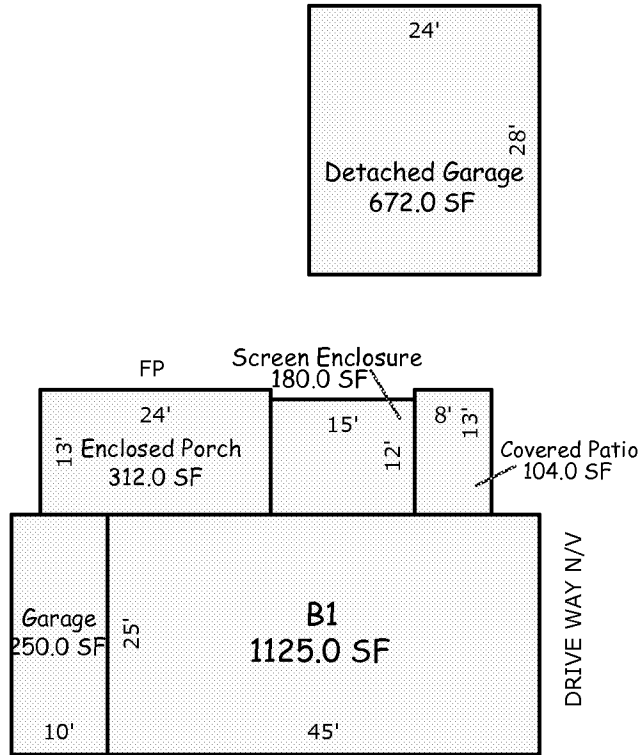 24'
28'
Detached Garage
672.0 SF
Screen Enclosure
180.0 SF
FP
24'
13'
Enclosed Porch
312.0 SF
15'
12'
8'
13'
Covered Patio
104.0 SF
Garage
250.0 SF
10'
25'
B1
1125.0 SF
45'
DRIVE WAY N/V